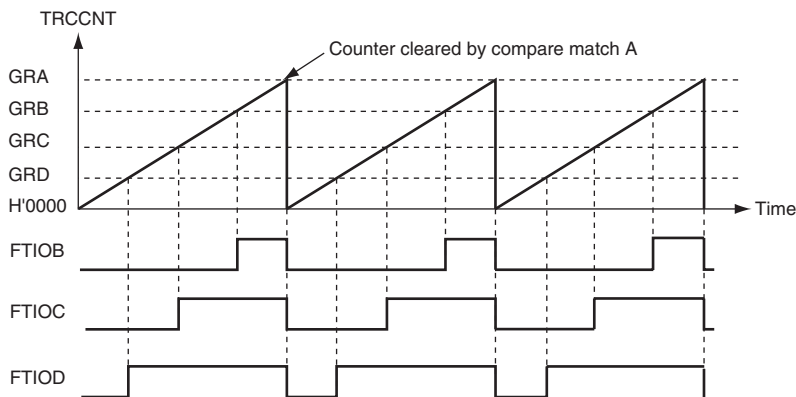 TRCCNT
Counter cleared by compare match A
GRA
GRB
GRC
GRD
H'0000
Time
FTIOB
FTIOC
FTIOD